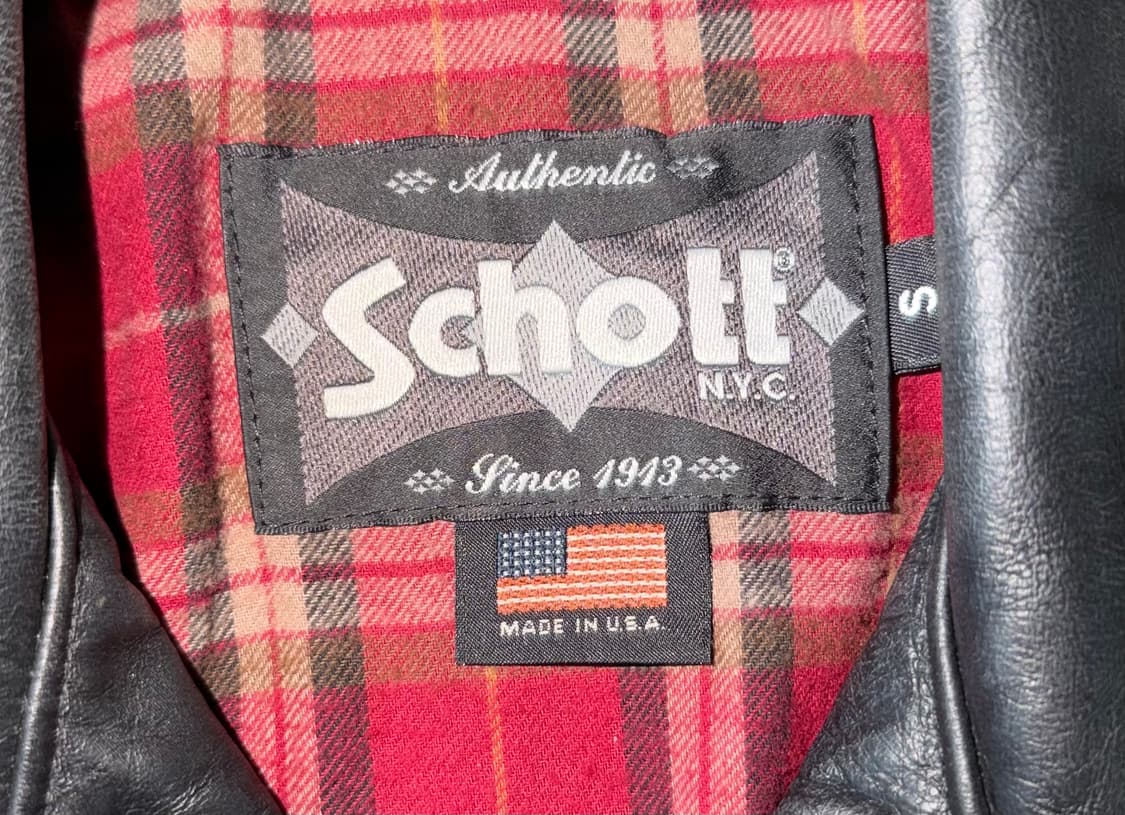 Authentic
Schott®
N.Y.C.
Since 1913
S
MADE IN U.S.A.